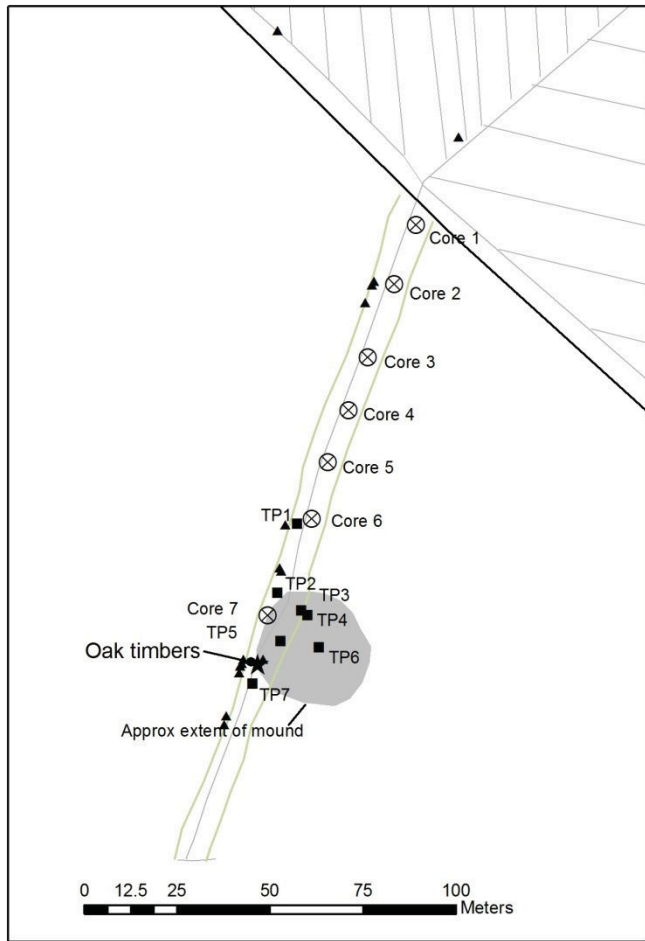 Core 1
Core 2
Core 3
Core 4
Core 5
TP1
Core 6
TP2
TP3
Core 7
TP4
TP5
Oak timbers
TP6
TP7
Approx extent of mound
0 12.5 25 50 75 100
Meters